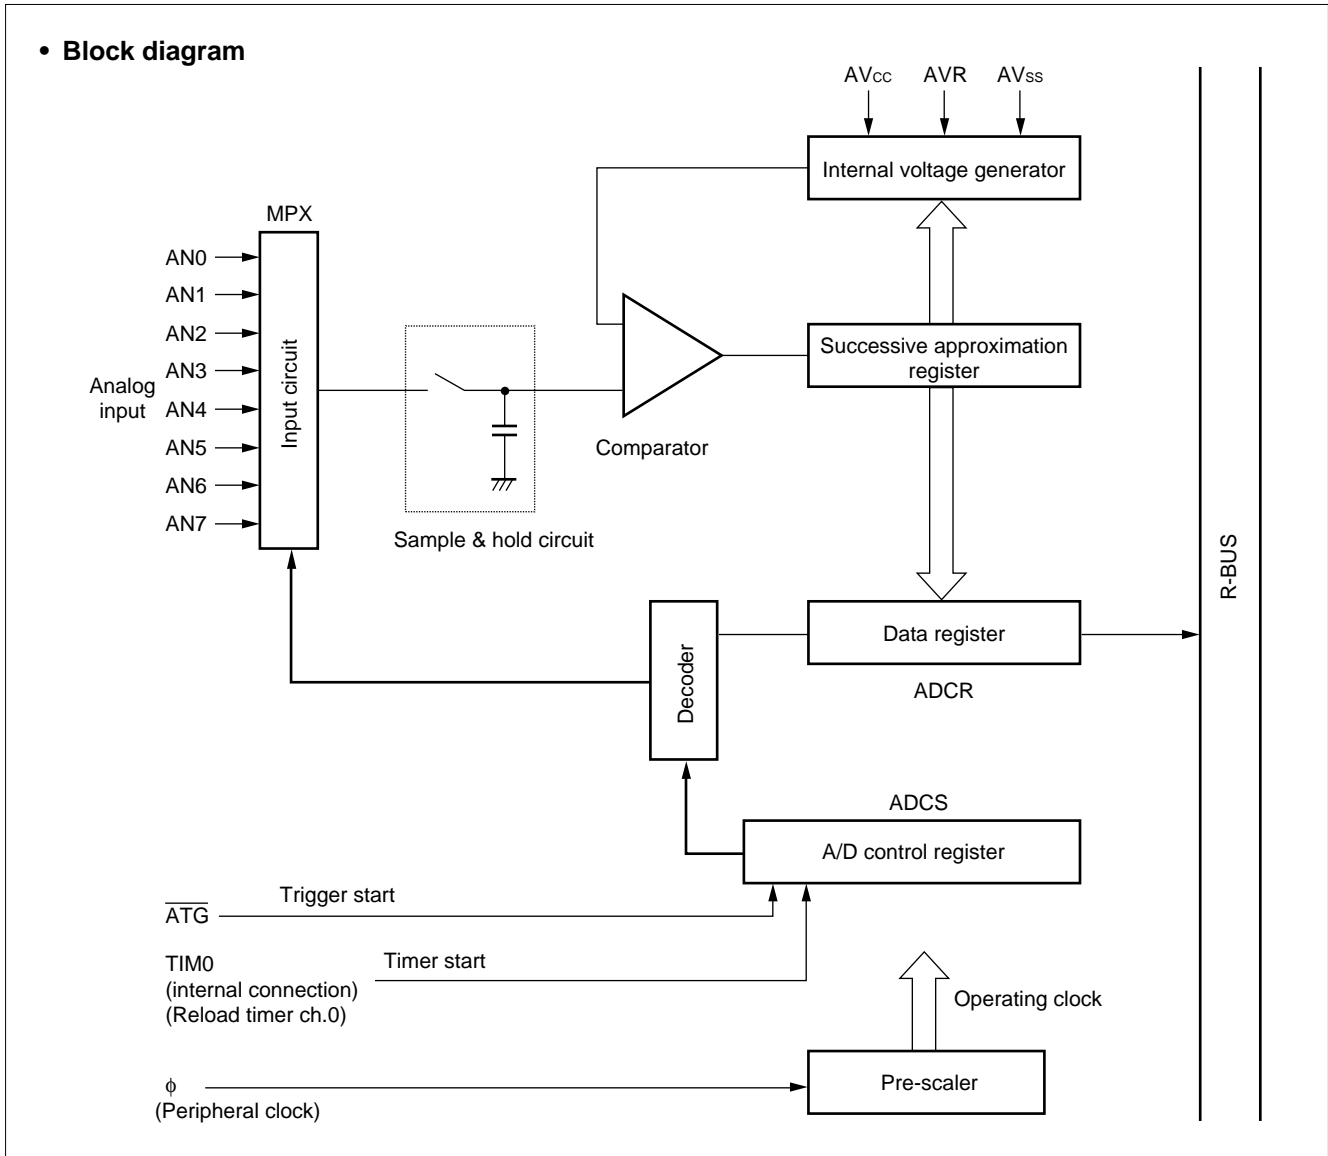 • Block diagram
AVCC AVR AVSS
Internal voltage generator
MPX
AN0
AN1
AN2
AN3
AN4
AN5
AN6
AN7
Analog
input
Input circuit
Sample & hold circuit
Comparator
Successive approximation
register
R-BUS
Decoder
Data register
ADCR
ADCS
A/D control register
Trigger start
ATG
TIM0
(internal connection)
(Reload timer ch.0)
Timer start
Operating clock
Pre-scaler
ϕ
(Peripheral clock)